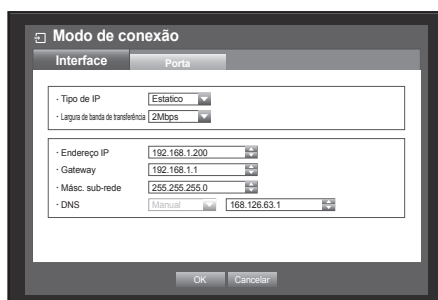 Modo de conexão
Interface Porta
· Tipo de IP Estatico
· Largura de banda de transferência 2Mbps
· Endereço IP 192.168.1.200
· Gateway 192.168.1.1
· Másc. sub-rede 255.255.255.0
· DNS Manual 168.126.63.1
OK Cancelar